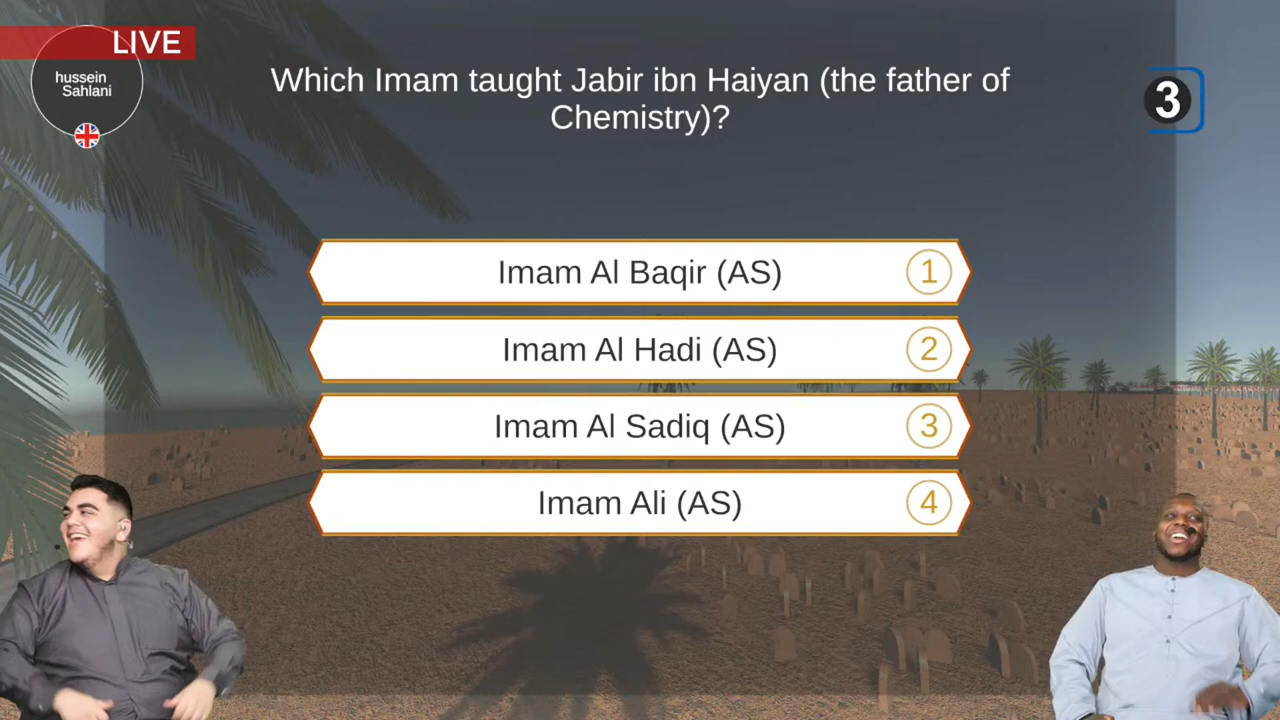 LIVE
hussein
Sahlani
Which Imam taught Jabir ibn Haiyan (the father of
Chemistry)?
3
Imam Al Baqir (AS) 1
Imam Al Hadi (AS) 2
Imam Al Sadiq (AS) 3
Imam Ali (AS) 4